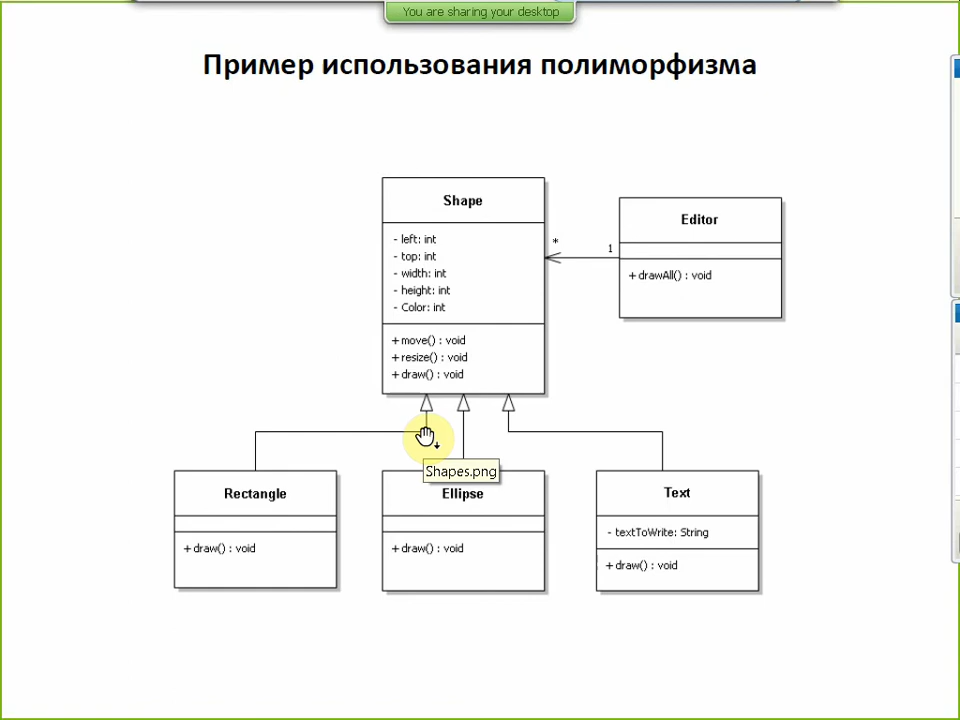 You are sharing your desktop
Пример использования полиморфизма
Shape
- left: int
- top: int
- width: int
- height: int
- Color: int
+ move() : void
+ resize() : void
+ draw() : void
*
1
Editor
+ drawAll() : void
Shapes.png
Rectangle
+ draw() : void
Ellipse
+ draw() : void
Text
- textToWrite: String
+ draw() : void